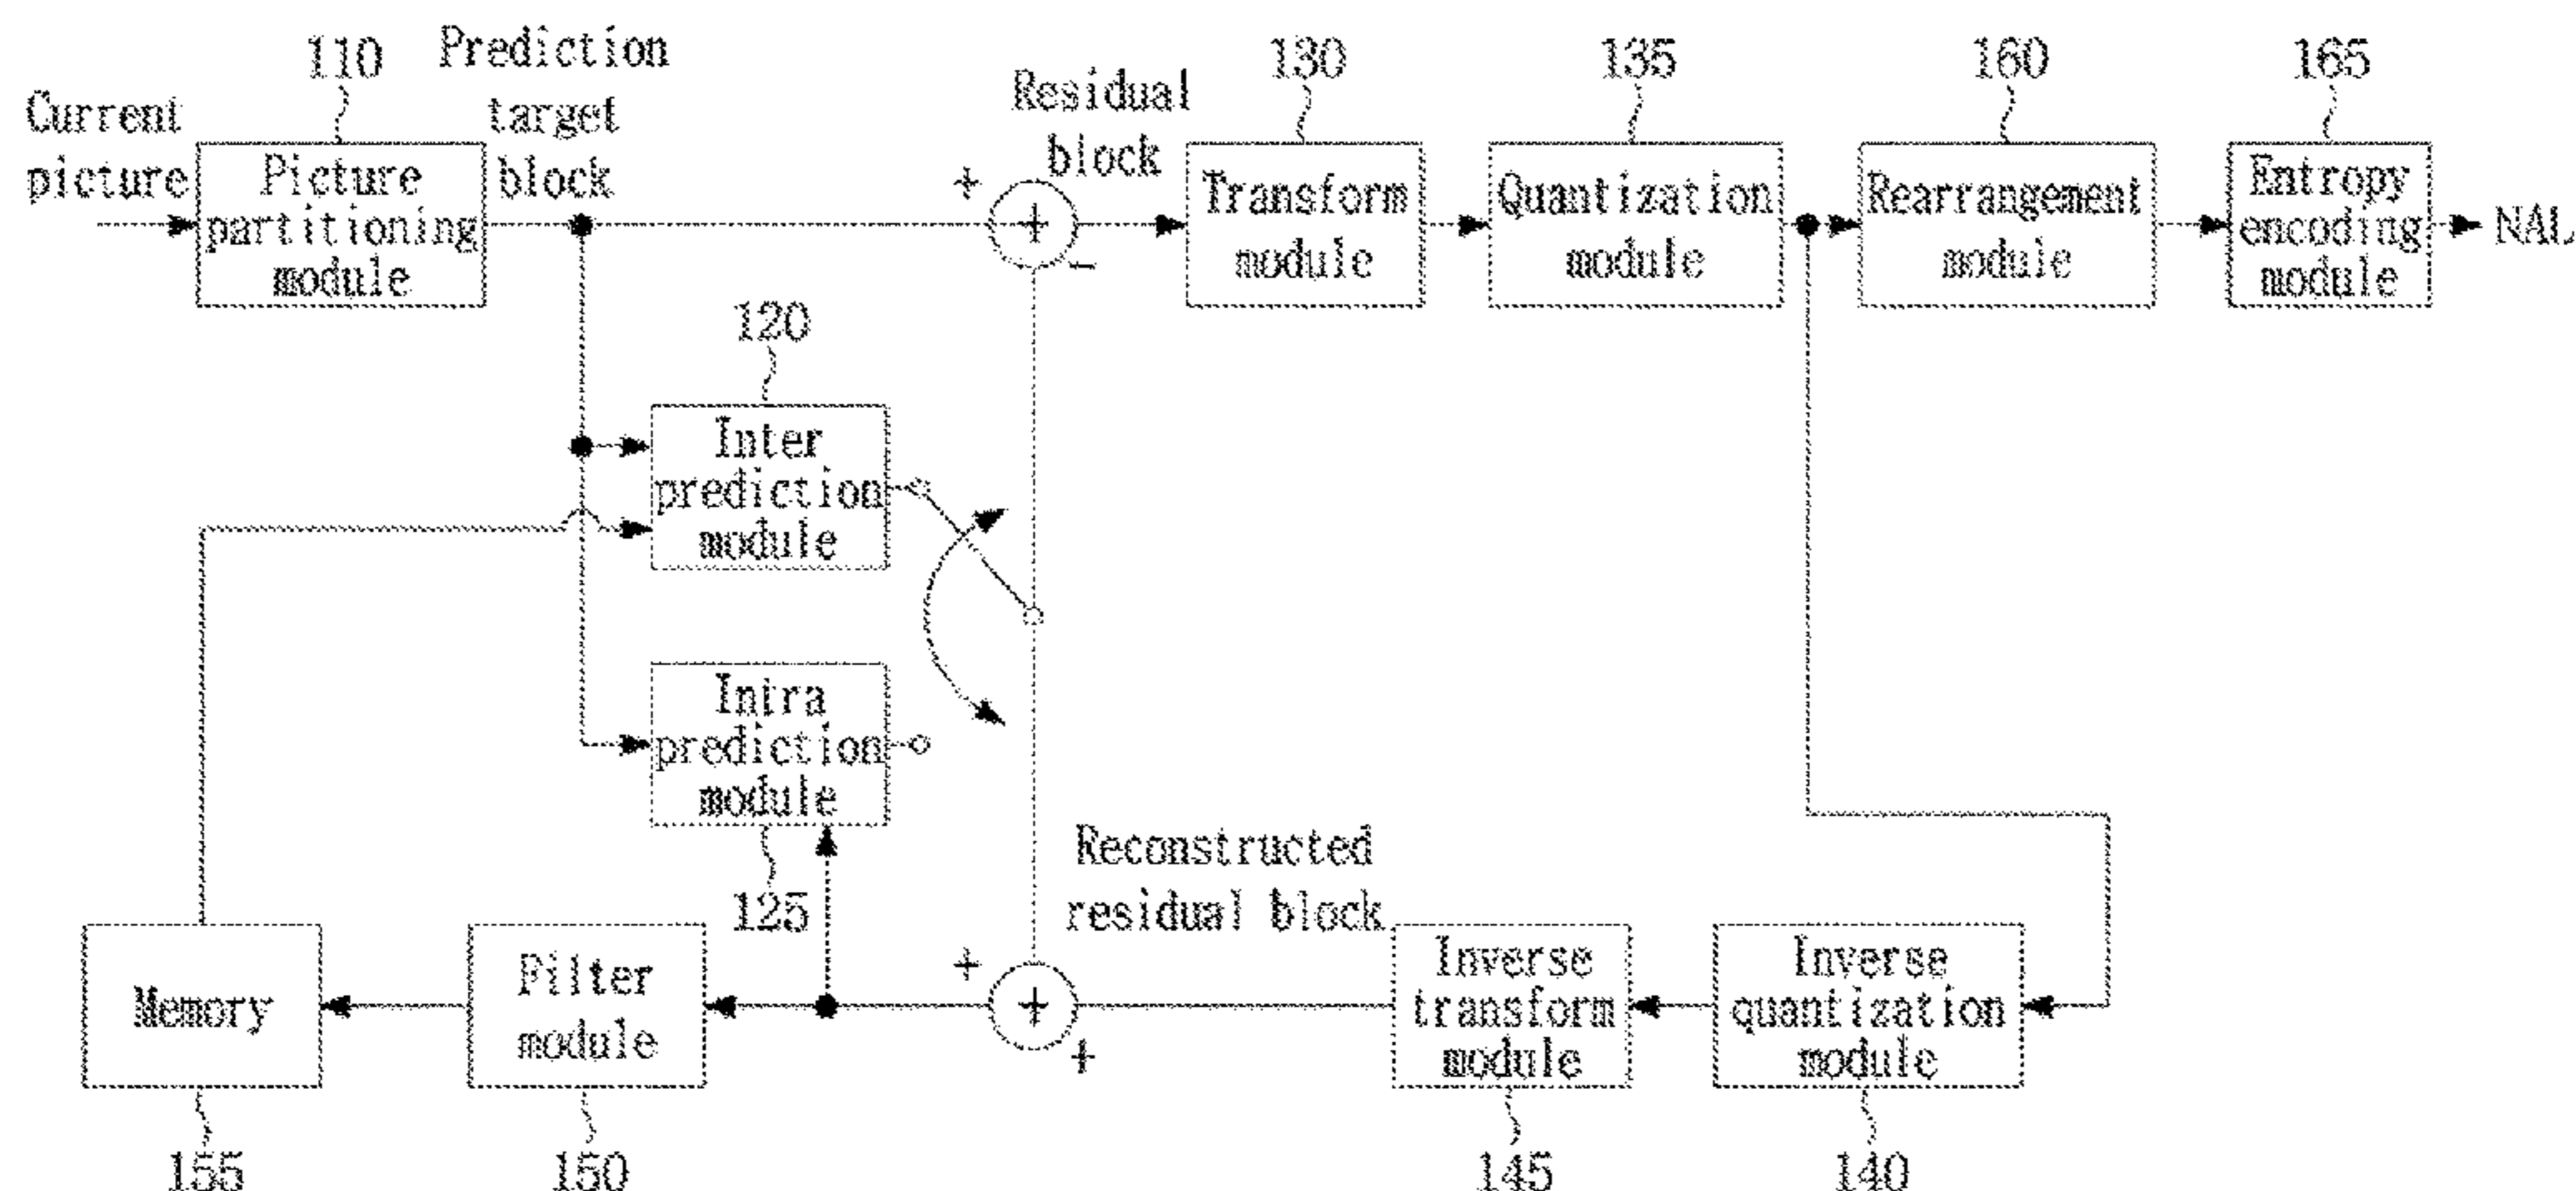 110
Prediction
target
block
Current
picture
Picture
partitioning
module
Residual
block
+
+
-
130
Transform
module
135
Quantization
module
160
Rearrangement
module
165
Entropy
encoding
module
NAL
120
Inter
prediction
module
Intra
prediction
module
125
Reconstructed
residual block
+
+
+
Memory
155
Filter
module
150
Inverse
transform
module
145
Inverse
quantization
module
140